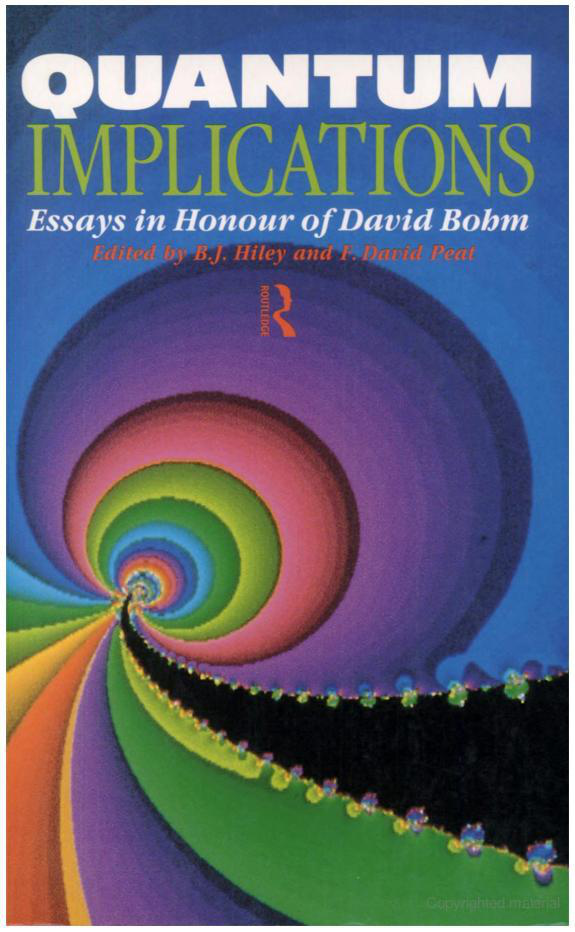 QUANTUM
IMPLICATIONS
Essays in Honour of David Bohm
Edited by B.J. Hiley and F. David Peat
ROUTLEDGE
Copyrighted material